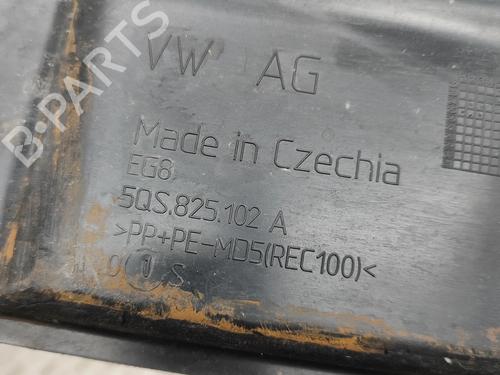 B-PARTS
VW AG
Made in Czechia
EG8
5QS.825.102 A
>PP+PE-MD5(REC100)<